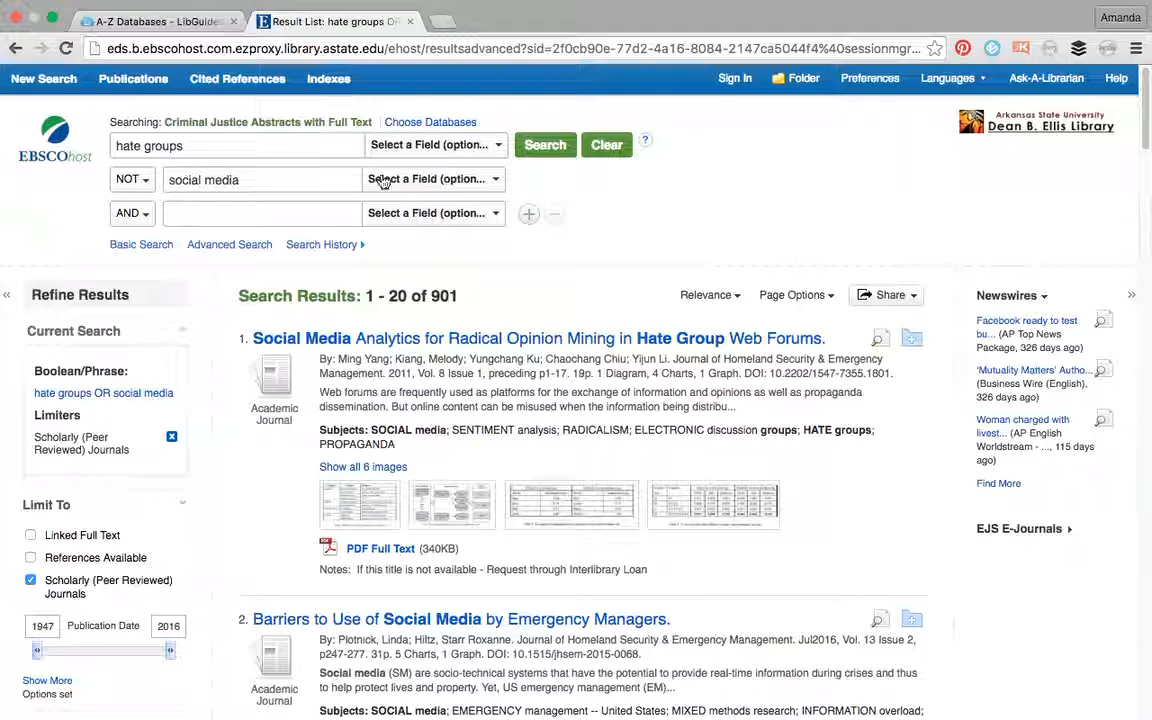 A-Z Databases - LibGuides
Result List: hate groups OR
Amanda
eds.b.ebscohost.com.ezproxy.library.astate.edu/ehost/resultsadvanced?sid=2f0cb90e-77d2-4a16-8084-2147ca5044f4%40sessionmgr...
New Search Publications Cited References Indexes Sign In Folder Preferences Languages Ask-A-Librarian Help
Searching: Criminal Justice Abstracts with Full Text Choose Databases
hate groups Select a Field (option... Search Clear ?
NOT social media Select a Field (option...
AND Select a Field (option...
Basic Search Advanced Search Search History
EBSCOhost
Arkansas State University
Dean B. Ellis Library
«
Refine Results
Current Search
Boolean/Phrase:
hate groups OR social media
Limiters
Scholarly (Peer
Reviewed) Journals
Limit To
Linked Full Text
References Available
Scholarly (Peer Reviewed)
Journals
1947 Publication Date 2016
Show More
Options set
Search Results: 1 - 20 of 901
Relevance Page Options Share
1. Social Media Analytics for Radical Opinion Mining in Hate Group Web Forums.
Academic
Journal
By: Ming Yang; Kiang, Melody; Yungchang Ku; Chaochang Chiu; Yijun Li. Journal of Homeland Security & Emergency
Management. 2011, Vol. 8 Issue 1, preceding p1-17. 19p. 1 Diagram, 4 Charts, 1 Graph. DOI: 10.2202/1547-7355.1801.
Web forums are frequently used as platforms for the exchange of information and opinions as well as propaganda
dissemination. But online content can be misused when the information being distribu...
Subjects: SOCIAL media; SENTIMENT analysis; RADICALISM; ELECTRONIC discussion groups; HATE groups;
PROPAGANDA
Show all 6 images
PDF Full Text (340KB)
Notes: If this title is not available - Request through Interlibrary Loan
2. Barriers to Use of Social Media by Emergency Managers.
Academic
Journal
By: Plotnick, Linda; Hiltz, Starr Roxanne. Journal of Homeland Security & Emergency Management. Jul2016, Vol. 13 Issue 2,
p247-277. 31p. 5 Charts, 1 Graph. DOI: 10.1515/jhsem-2015-0068.
Social media (SM) are socio-technical systems that have the potential to provide real-time information during crises and thus
to help protect lives and property. Yet, US emergency management (EM)...
Subjects: SOCIAL media; EMERGENCY management -- United States; MIXED methods research; INFORMATION overload;
Newswires »
Facebook ready to test
bu... (AP Top News
Package, 326 days ago)
'Mutuality Matters' Autho...
(Business Wire (English),
326 days ago)
Woman charged with
livest... (AP English
Worldstream - ..., 115 days
ago)
Find More
EJS E-Journals